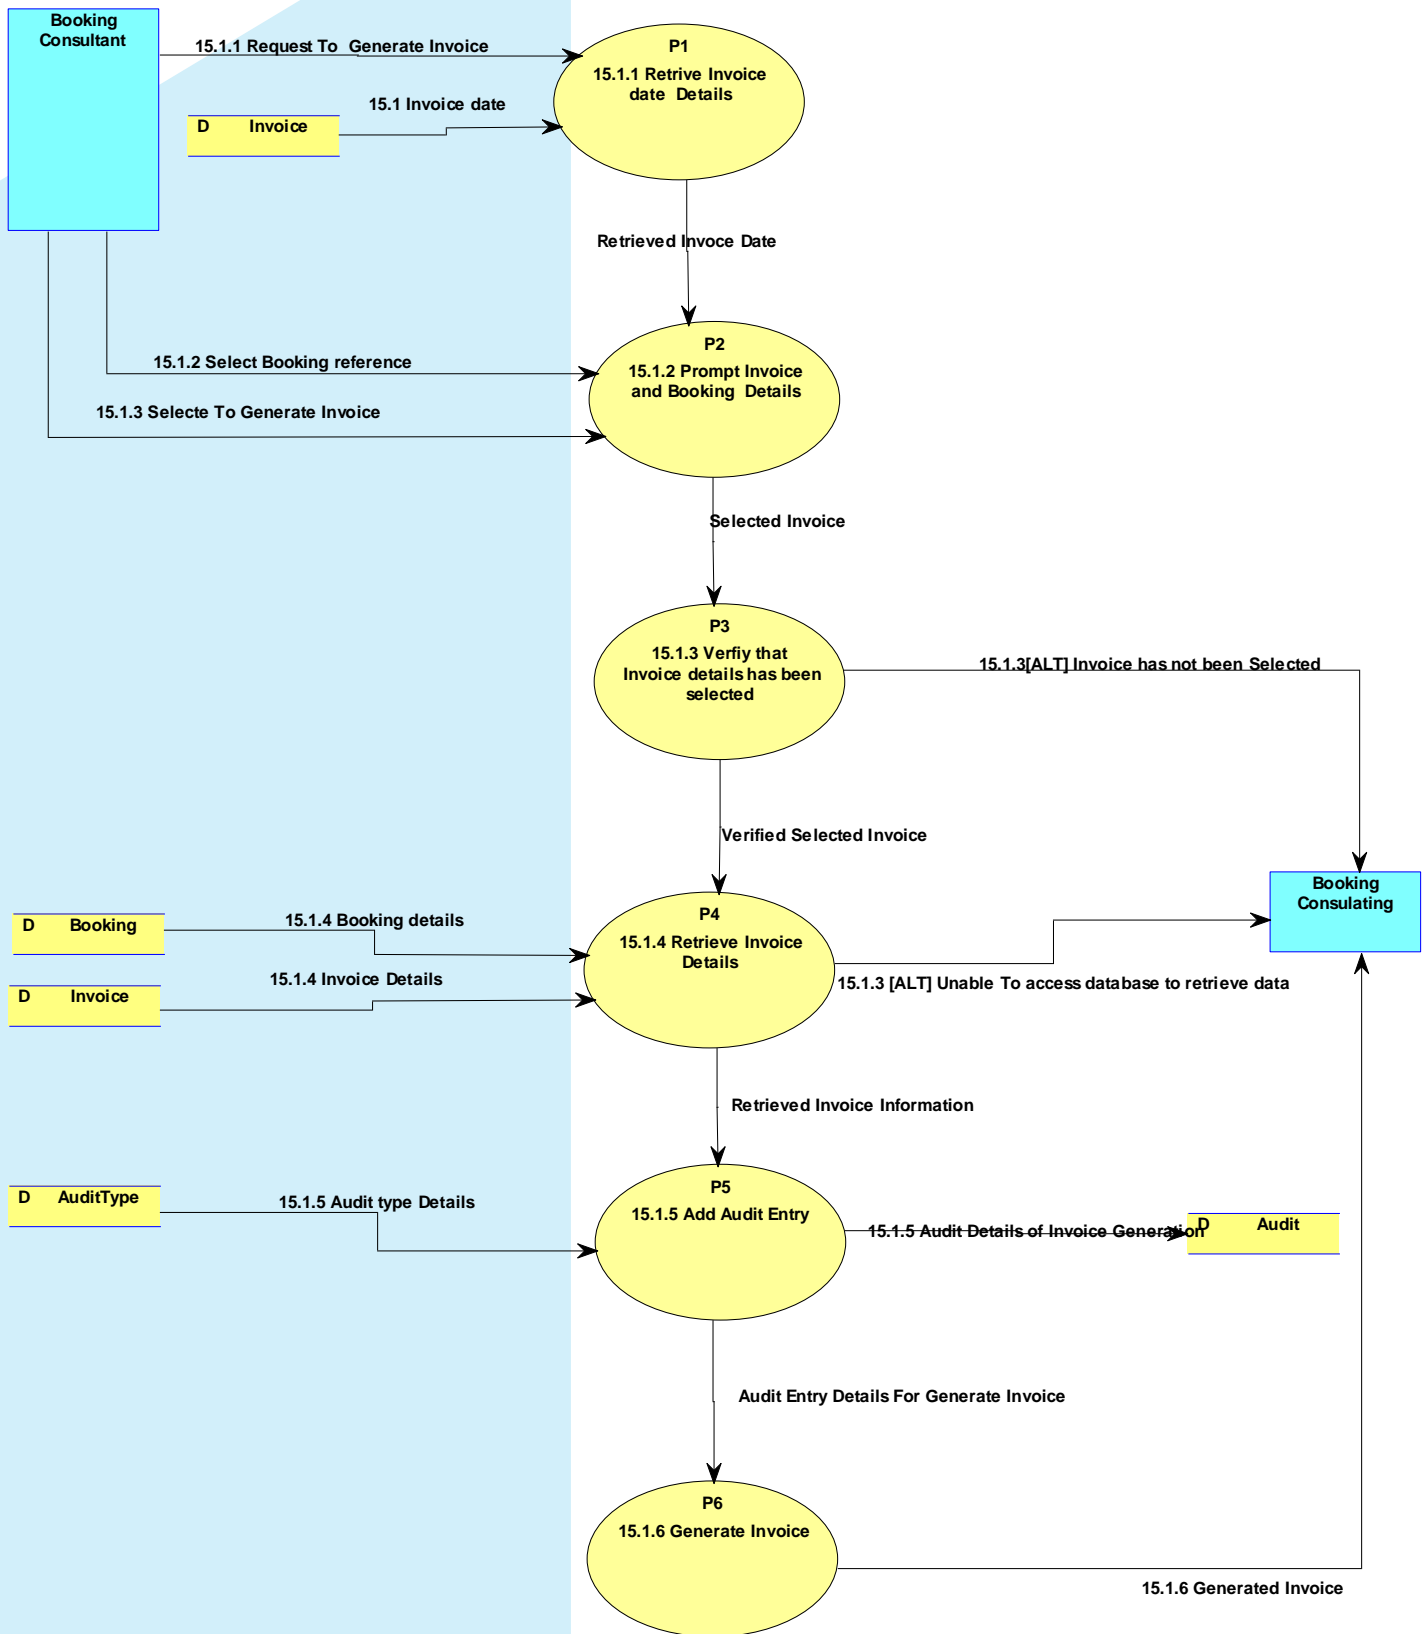 Booking
Consultant
15.1.1 Request To Generate Invoice
P1
15.1.1 Retrive Invoice
date Details
15.1 Invoice date
D Invoice
Retrieved Invoce Date
P2
15.1.2 Prompt Invoice
and Booking Details
15.1.2 Select Booking reference
15.1.3 Selecte To Generate Invoice
Selected Invoice
P3
15.1.3 Verfiy that
Invoice details has been
selected
15.1.3[ALT] Invoice has not been Selected
Verified Selected Invoice
Booking
Consulating
P4
15.1.4 Retrieve Invoice
Details
D Booking
15.1.4 Booking details
15.1.4 Invoice Details
D Invoice
15.1.3 [ALT] Unable To access database to retrieve data
Retrieved Invoice Information
P5
15.1.5 Add Audit Entry
D AuditType
15.1.5 Audit type Details
15.1.5 Audit Details of Invoice Generation
D Audit
Audit Entry Details For Generate Invoice
P6
15.1.6 Generate Invoice
15.1.6 Generated Invoice